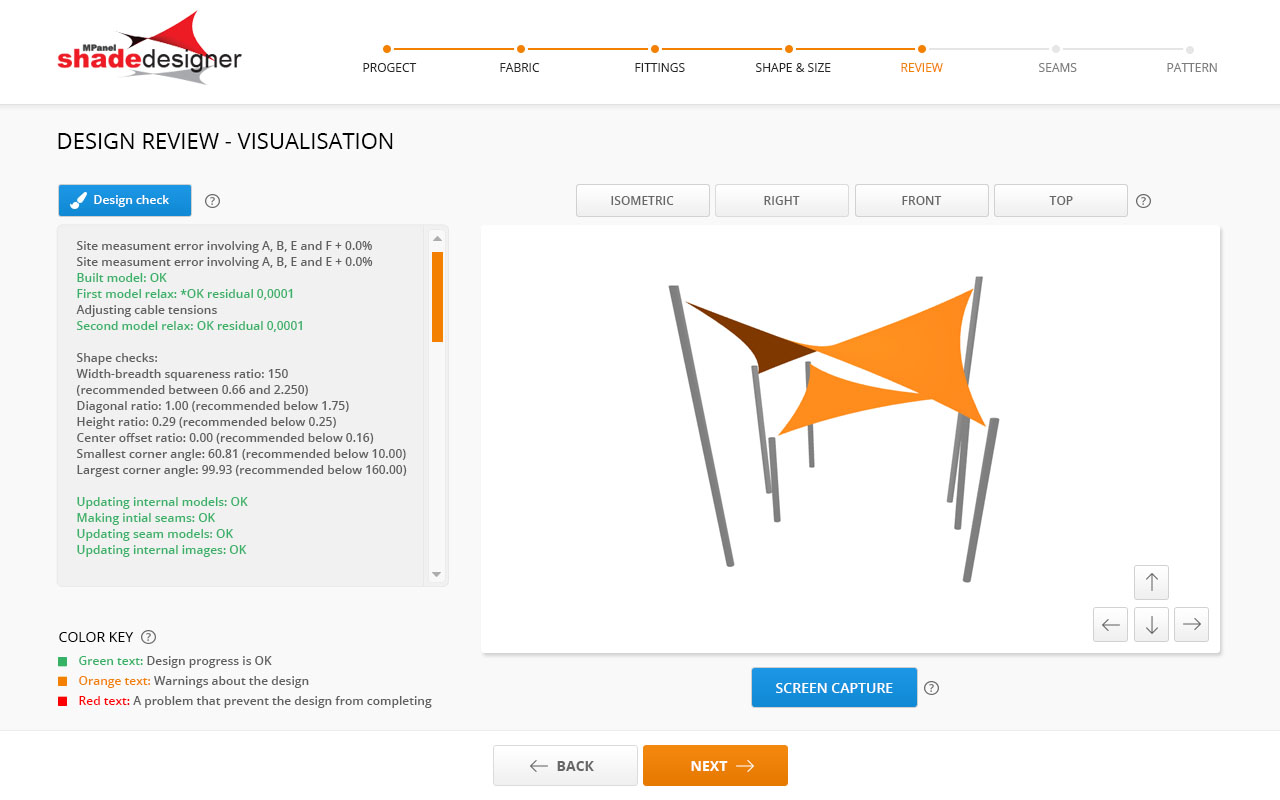 MPanel
shadedesigner
PROGECT
FABRIC
FITTINGS
SHAPE & SIZE
REVIEW
SEAMS
PATTERN
DESIGN REVIEW - VISUALISATION
Design check
?
ISOMETRIC
RIGHT
FRONT
TOP
?
Site measument error involving A, B, E and F + 0.0%
Site measument error involving A, B, E and E + 0.0%
Built model: OK
First model relax: *OK residual 0,0001
Adjusting cable tensions
Second model relax: OK residual 0,0001
Shape checks:
Width-breadth squareness ratio: 150
(recommended between 0.66 and 2.250)
Diagonal ratio: 1.00 (recommended below 1.75)
Height ratio: 0.29 (recommended below 0.25)
Center offset ratio: 0.00 (recommended below 0.16)
Smallest corner angle: 60.81 (recommended below 10.00)
Largest corner angle: 99.93 (recommended below 160.00)
Updating internal models: OK
Making intial seams: OK
Updating seam models: OK
Updating internal images: OK
COLOR KEY ?
Green text: Design progress is OK
Orange text: Warnings about the design
Red text: A problem that prevent the design from completing
SCREEN CAPTURE
?
BACK
NEXT